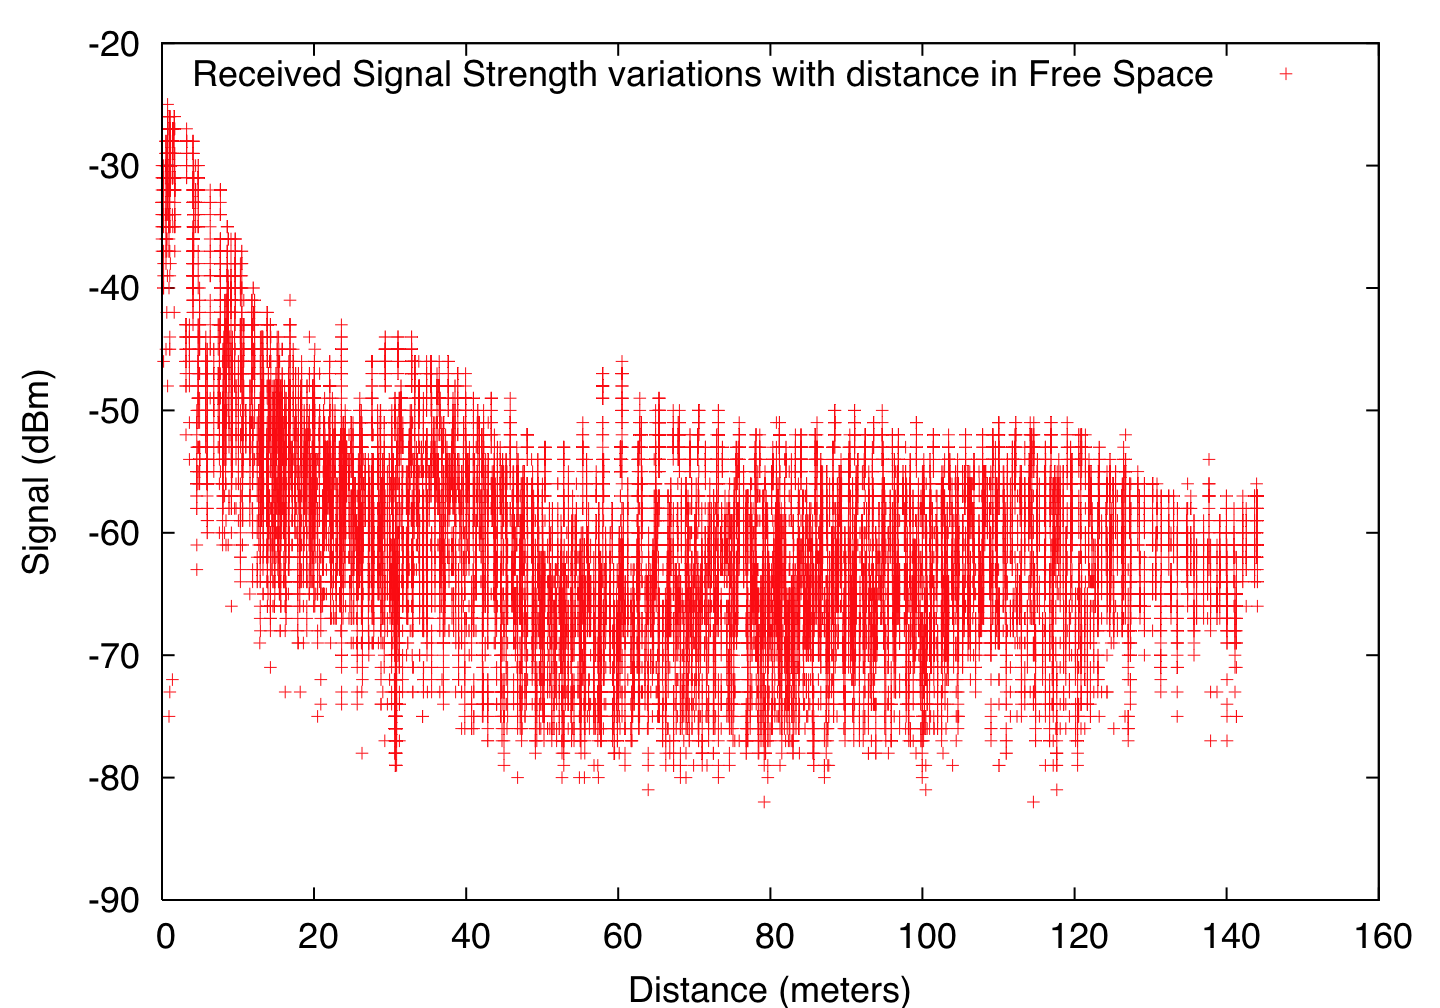 Received Signal Strength variations with distance in Free Space
-20
-30
-40
-50
-60
-70
-80
-90
Signal (dBm)
0 20 40 60 80 100 120 140 160
Distance (meters)